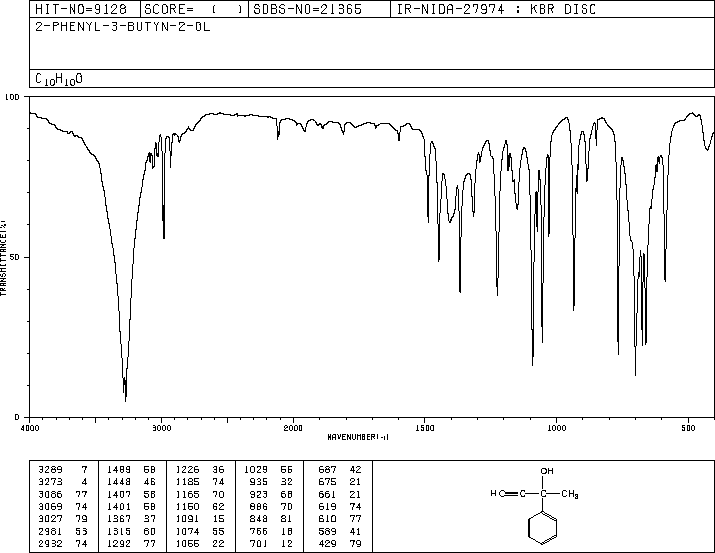 HIT-NO=9128 SCORE= ( ) SDBS-NO=21365 IR-NIDA-27974 : KBR DISC
2-PHENYL-3-BUTYN-2-OL
C10H10O
100
TRANSMITTANCE(%)
50
0
4000 3000 2000 1500 1000 500
WAVENUMBER(-1)
3289 7 1489 58 1226 36 1029 55 687 42
3273 4 1448 46 1185 74 935 32 675 21
3086 77 1407 58 1165 70 923 68 661 21
3069 74 1401 58 1150 62 886 70 619 74
3027 79 1367 37 1091 15 848 81 610 77
2981 53 1315 60 1074 55 766 18 589 41
2932 74 1292 77 1055 22 701 12 429 79
OH
HC C C CH3